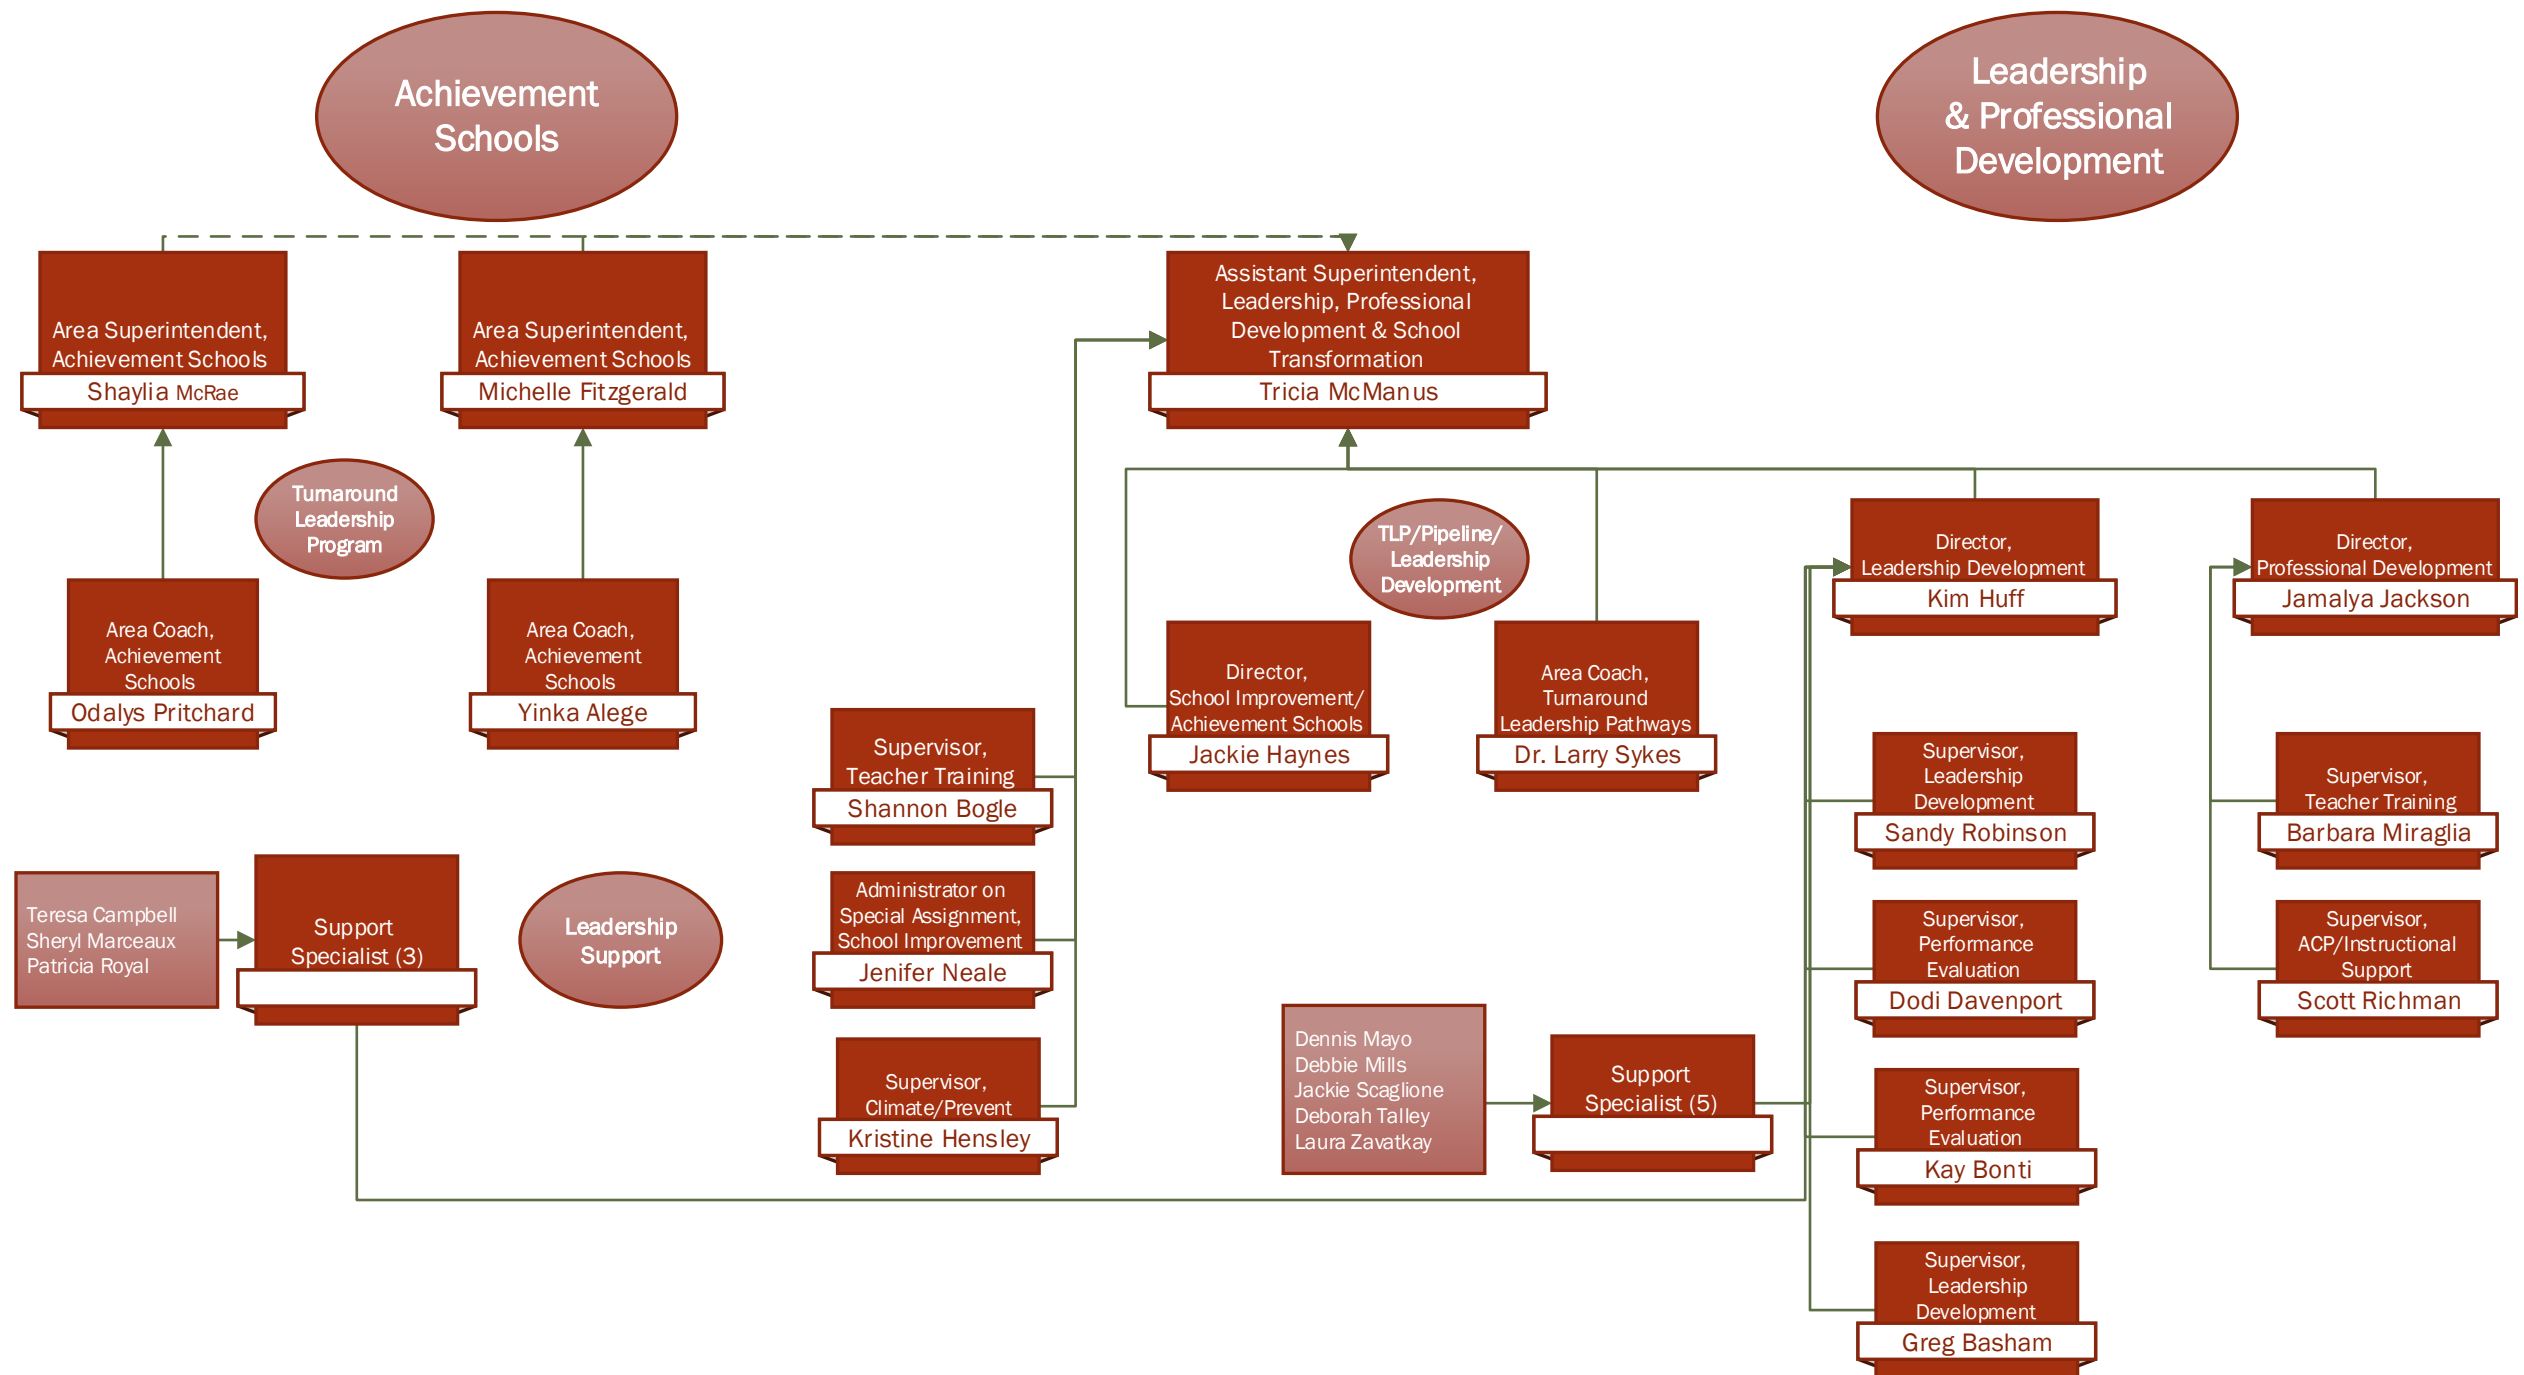 Achievement
Schools
Leadership
& Professional
Development
Area Superintendent,
Achievement Schools
Shaylia McRae
Area Superintendent,
Achievement Schools
Michelle Fitzgerald
Assistant Superintendent,
Leadership, Professional
Development & School
Transformation
Tricia McManus
Turnaround
Leadership
Program
TLP/Pipeline/
Leadership
Development
Director,
Leadership Development
Kim Huff
Director,
Professional Development
Jamalya Jackson
Area Coach,
Achievement
Schools
Odalys Pritchard
Area Coach,
Achievement
Schools
Yinka Alege
Director,
School Improvement/
Achievement Schools
Jackie Haynes
Area Coach,
Turnaround
Leadership Pathways
Dr. Larry Sykes
Supervisor,
Teacher Training
Shannon Bogle
Supervisor,
Leadership
Development
Sandy Robinson
Supervisor,
Teacher Training
Barbara Miraglia
Teresa Campbell
Sheryl Marceaux
Patricia Royal
Support
Specialist (3)
Leadership
Support
Administrator on
Special Assignment,
School Improvement
Jenifer Neale
Supervisor,
Performance
Evaluation
Dodi Davenport
Supervisor,
ACP/Instructional
Support
Scott Richman
Supervisor,
Climate/Prevent
Kristine Hensley
Dennis Mayo
Debbie Mills
Jackie Scaglione
Deborah Talley
Laura Zavatkay
Support
Specialist (5)
Supervisor,
Performance
Evaluation
Kay Bonti
Supervisor,
Leadership
Development
Greg Basham